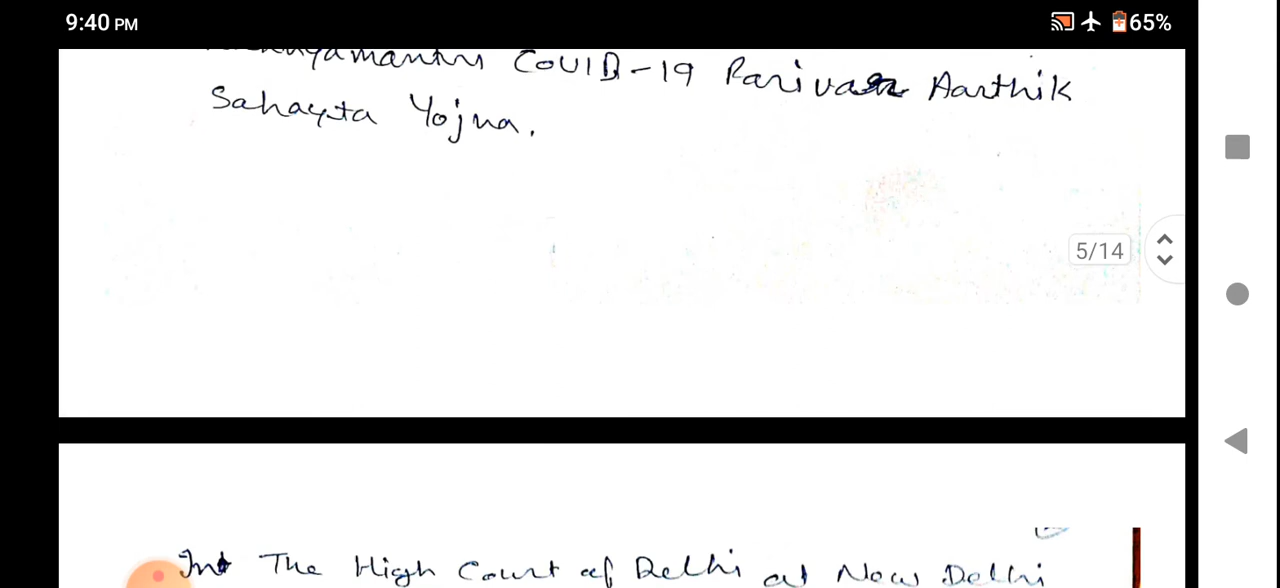 9:40 PM 65%
COVID-19 Parivar Aarthik
Sahayta Yojna.
5/14
The High Court of Delhi at New Delhi